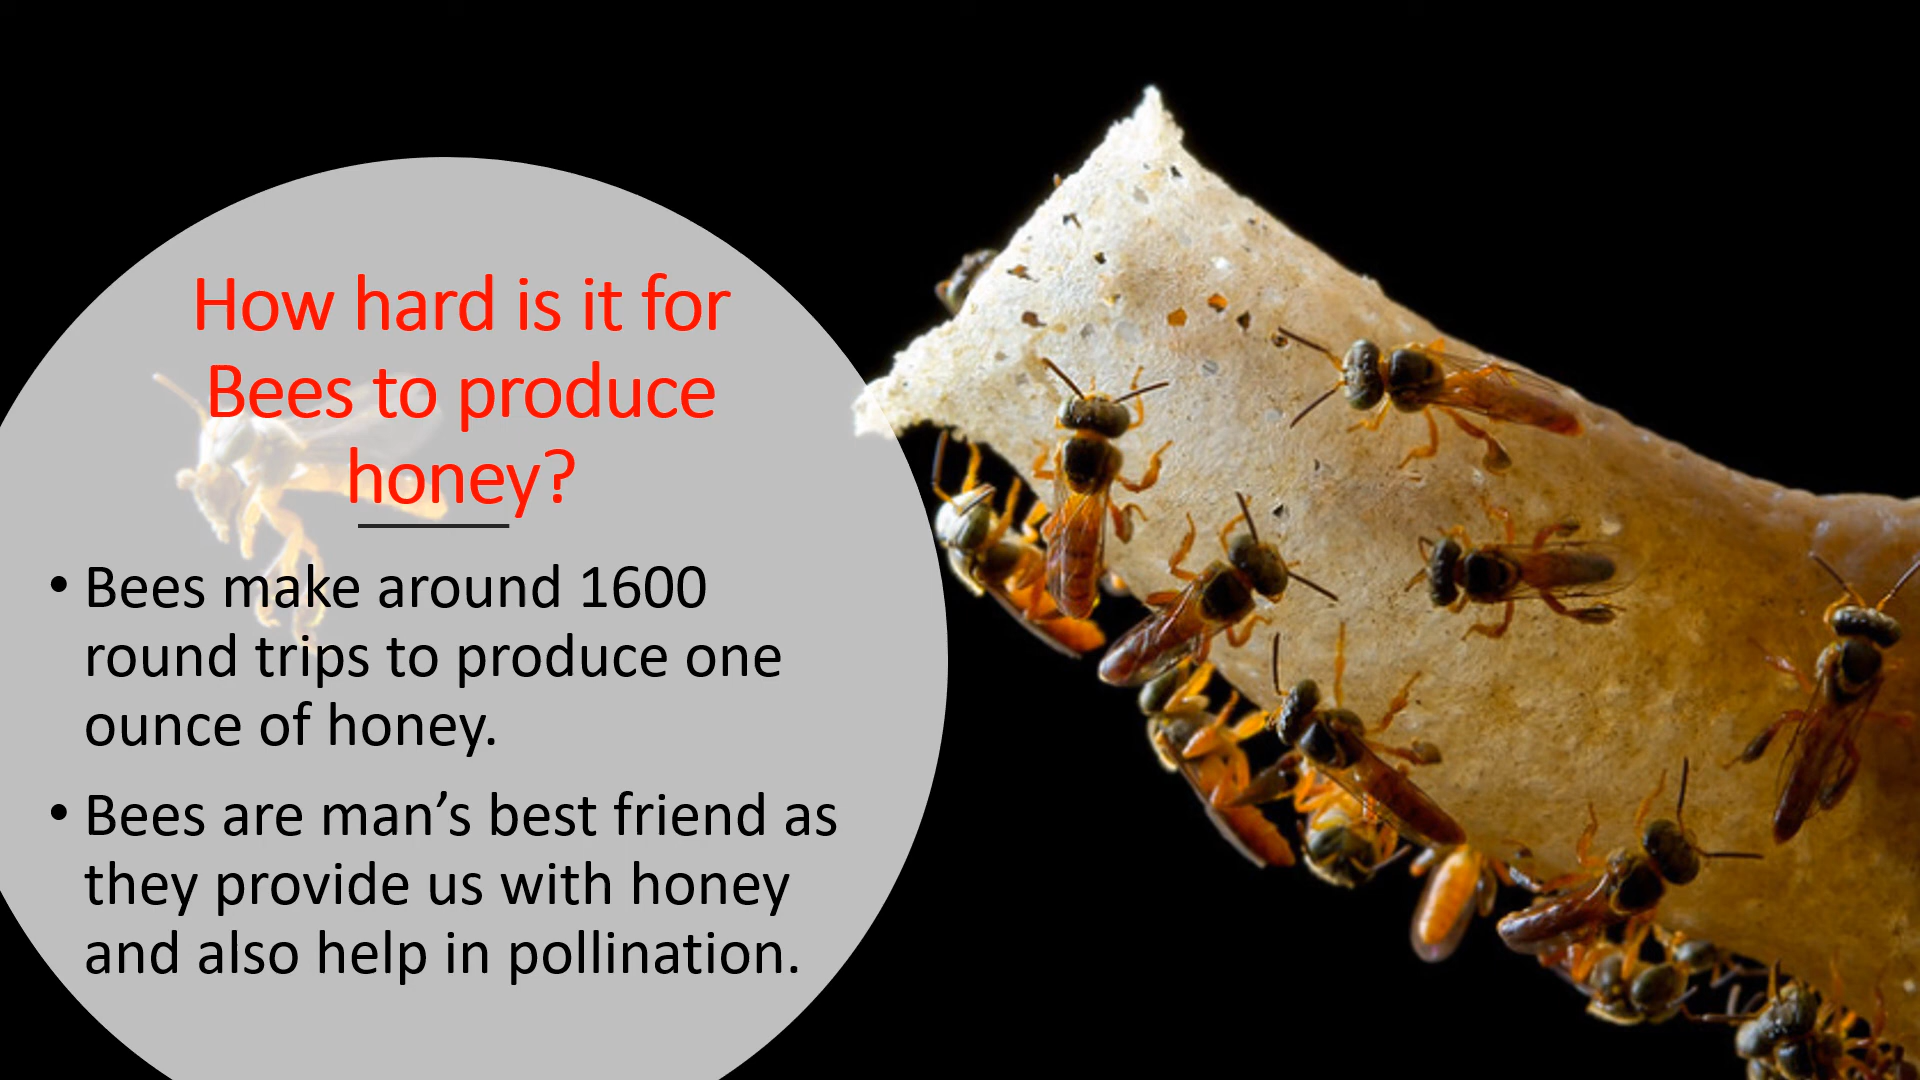 How hard is it for
Bees to produce
honey?
• Bees make around 1600
round trips to produce one
ounce of honey.
• Bees are man’s best friend as
they provide us with honey
and also help in pollination.